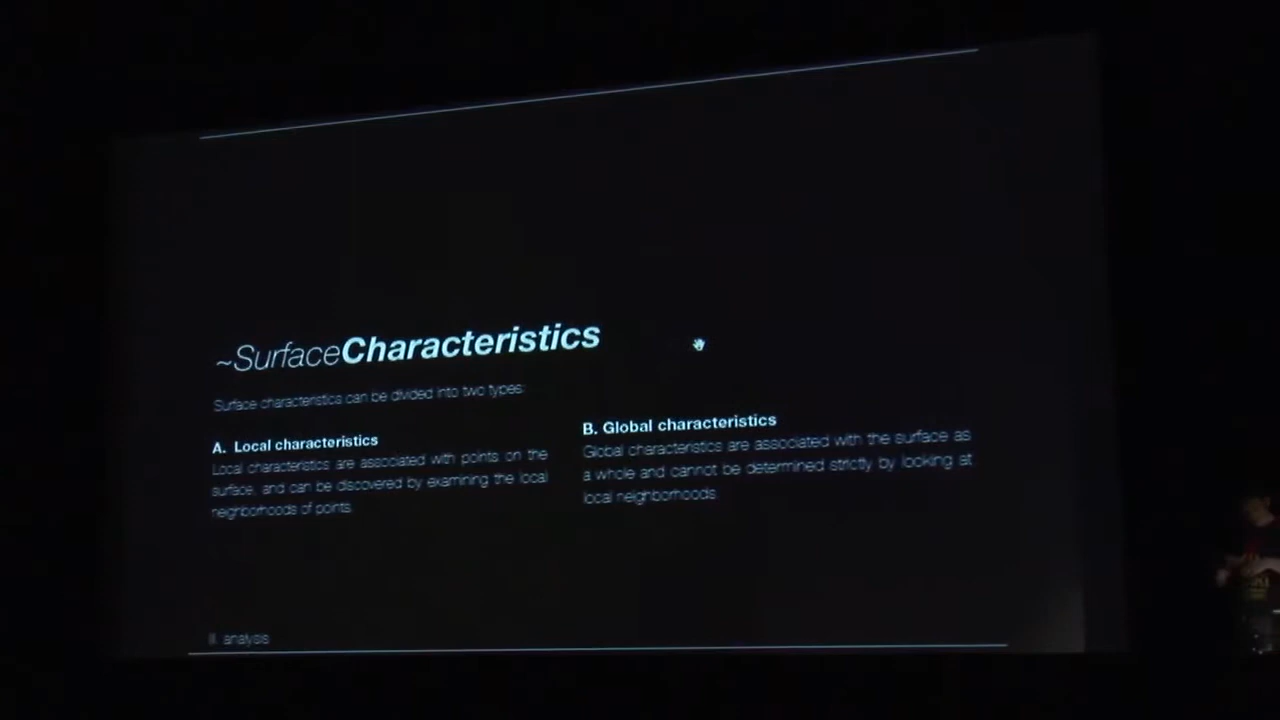 ~SurfaceCharacteristics
Surface characteristics can be divided into two types:
A. Local characteristics
Local characteristics are associated with points on the
surface, and can be discovered by examining the local
neighborhoods of points.
B. Global characteristics
Global characteristics are associated with the surface as
a whole and cannot be determined strictly by looking at
local neighborhoods.
analysis